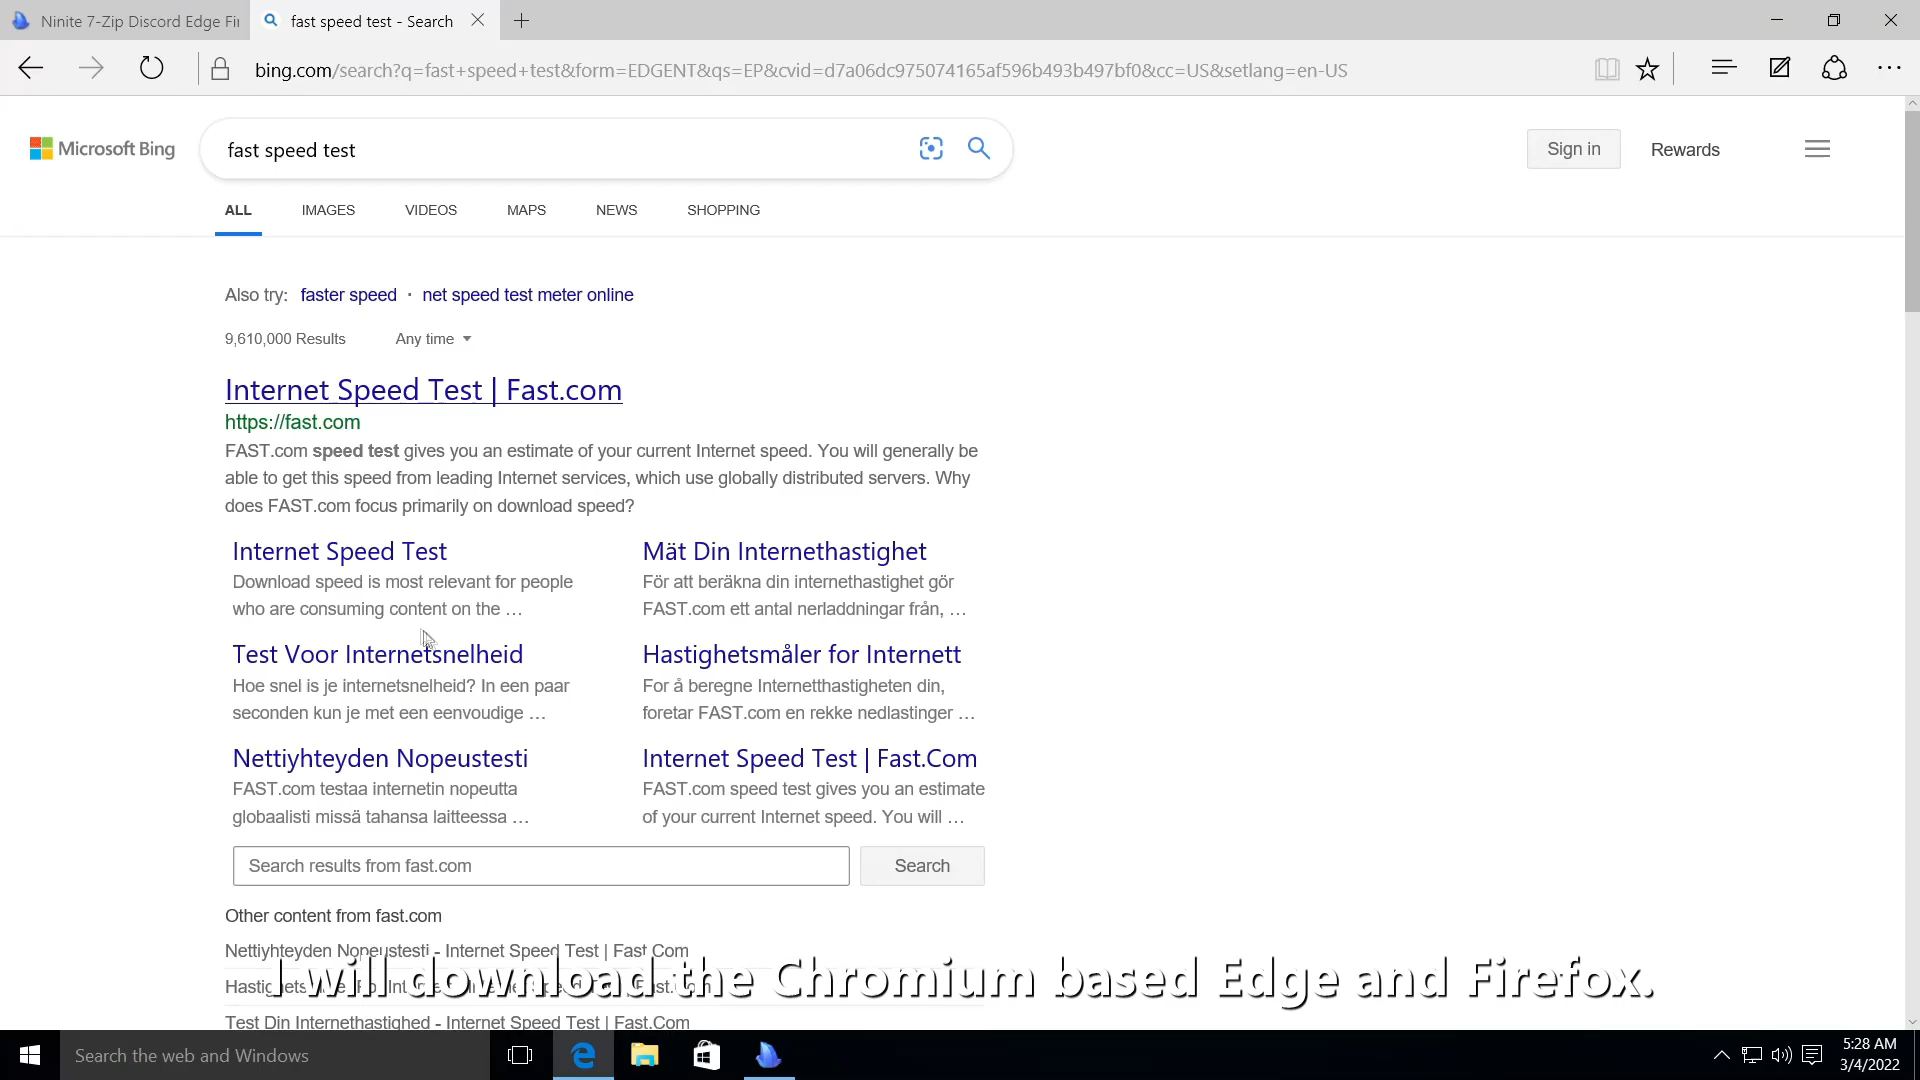 Ninite 7-Zip Discord Edge Fir
fast speed test - Search
bing.com/search?q=fast+speed+test&form=EDGENT&qs=EP&cvid=d7a06dc975074165af596b493b497bf0&cc=US&setlang=en-US
Microsoft Bing
fast speed test
Sign in
Rewards
ALL IMAGES VIDEOS MAPS NEWS SHOPPING
Also try: faster speed · net speed test meter online
9,610,000 Results Any time
Internet Speed Test | Fast.com
https://fast.com
FAST.com speed test gives you an estimate of your current Internet speed. You will generally be
able to get this speed from leading Internet services, which use globally distributed servers. Why
does FAST.com focus primarily on download speed?
Internet Speed Test
Download speed is most relevant for people
who are consuming content on the …
Mät Din Internethastighet
För att beräkna din internethastighet gör
FAST.com ett antal nerladdningar från, …
Test Voor Internetsnelheid
Hoe snel is je internetsnelheid? In een paar
seconden kun je met een eenvoudige …
Hastighetsmåler for Internett
For å beregne Internetthastigheten din,
foretar FAST.com en rekke nedlastinger …
Nettiyhteyden Nopeustesti
FAST.com testaa internetin nopeutta
globaalisti missä tahansa laitteessa …
Internet Speed Test | Fast.Com
FAST.com speed test gives you an estimate
of your current Internet speed. You will …
Search results from fast.com
Search
Other content from fast.com
Nettiyhteyden Nopeustesti - Internet Speed Test | Fast.Com
I will download the Chromium based Edge and Firefox.
Test Din Internethastighed - Internet Speed Test | Fast.Com
Search the web and Windows
5:28 AM
3/4/2022